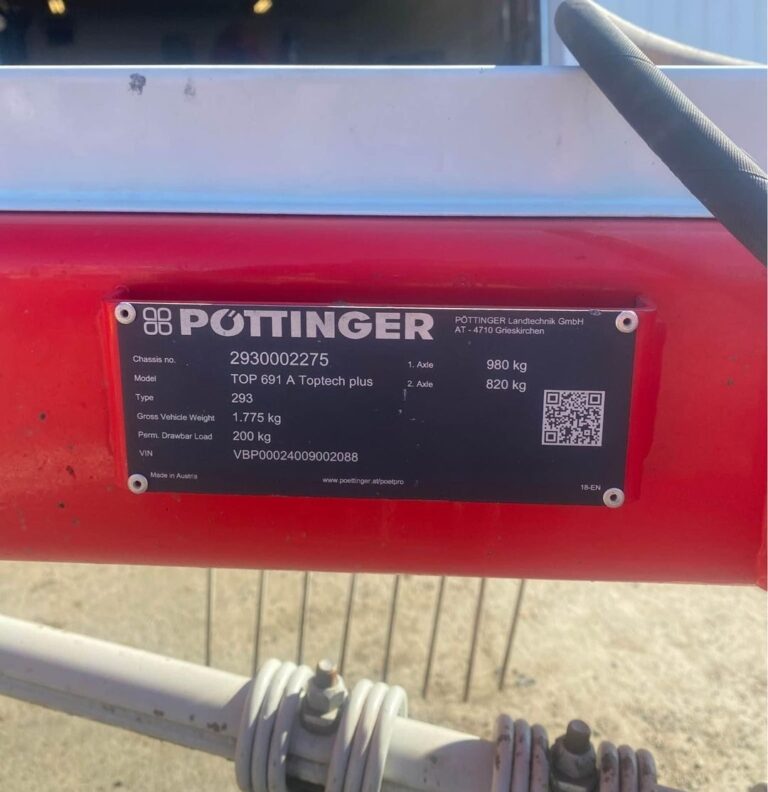 PÖTTINGER
PÖTTINGER Landtechnik GmbH
AT - 4710 Grieskirchen
Chassis no. 2930002275 1. Axle 980 kg
Model TOP 691 A Toptech plus 2. Axle 820 kg
Type 293
Gross Vehicle Weight 1.775 kg
Perm. Drawbar Load 200 kg
VIN VBP00024009002088
Made in Austria www.poettinger.at/poetpro 18-EN